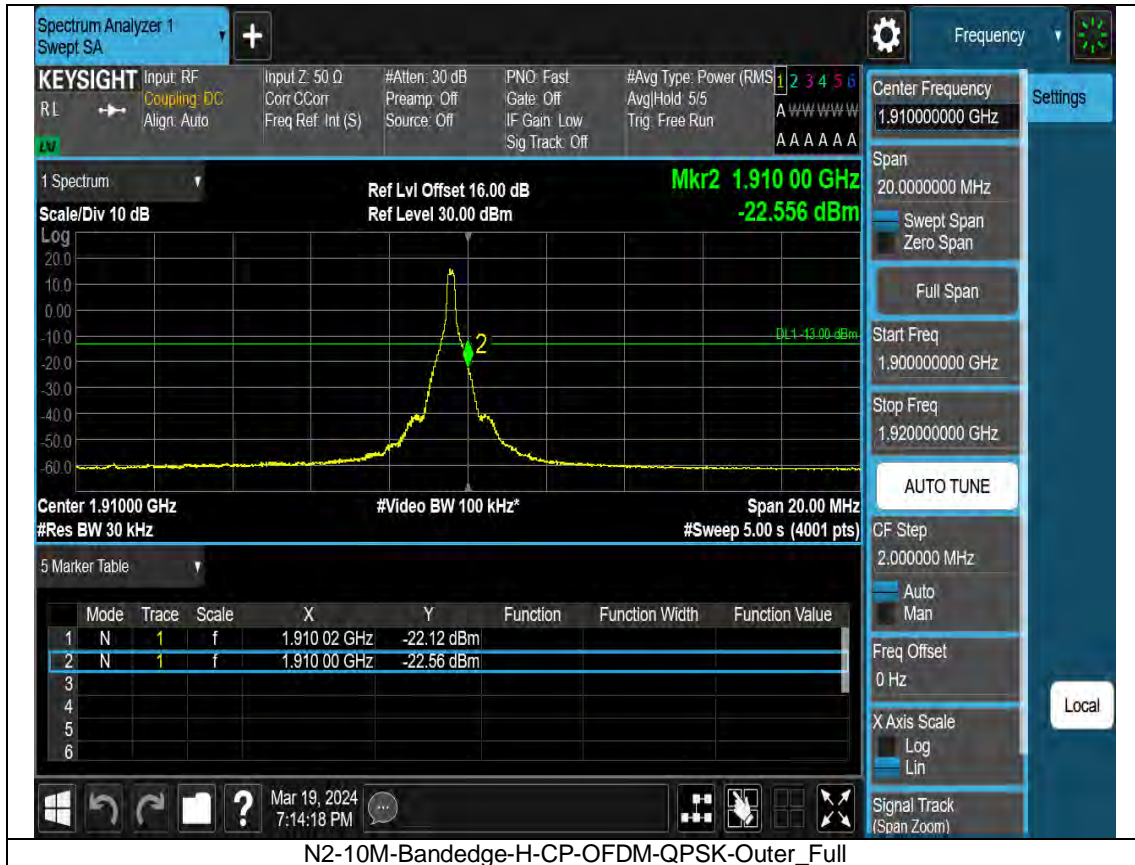 Spectrum Analyzer 1
Swept SA
+
Frequency
KEYSIGHT Input: RF Input Z: 50 Ω #Atten: 30 dB PNO: Fast #Avg Type: Power (RMS 1 2 3 4 5 6
RL Coupling: DC Corr CCorr Preamp: Off Gate: Off Avg|Hold: 5/5 A W W W W W
Align: Auto Freq Ref: Int (S) Source: Off IF Gain: Low Trig: Free Run
Sig Track: Off A A A A A A
1 Spectrum
Ref Lvl Offset 16.00 dB Mkr2 1.910 00 GHz
Scale/Div 10 dB Ref Level 30.00 dBm -22.556 dBm
Log
20.0
10.0
0.00
DL1 -13.00 dBm
-10.0
2
-20.0
-30.0
-40.0
-50.0
-60.0
Center 1.91000 GHz #Video BW 100 kHz* Span 20.00 MHz
#Res BW 30 kHz #Sweep 5.00 s (4001 pts)
5 Marker Table
Mode Trace Scale X Y Function Function Width Function Value
1 N 1 f 1.910 02 GHz -22.12 dBm
2 N 1 f 1.910 00 GHz -22.56 dBm
3
4
5
6
?
Mar 19, 2024
7:14:18 PM
Center Frequency
1.910000000 GHz
Settings
Span
20.0000000 MHz
Swept Span
Zero Span
Full Span
Start Freq
1.900000000 GHz
Stop Freq
1.920000000 GHz
AUTO TUNE
CF Step
2.000000 MHz
Auto
Man
Freq Offset
0 Hz
Local
X Axis Scale
Log
Lin
Signal Track
(Span Zoom)
N2-10M-Bandedge-H-CP-OFDM-QPSK-Outer_Full